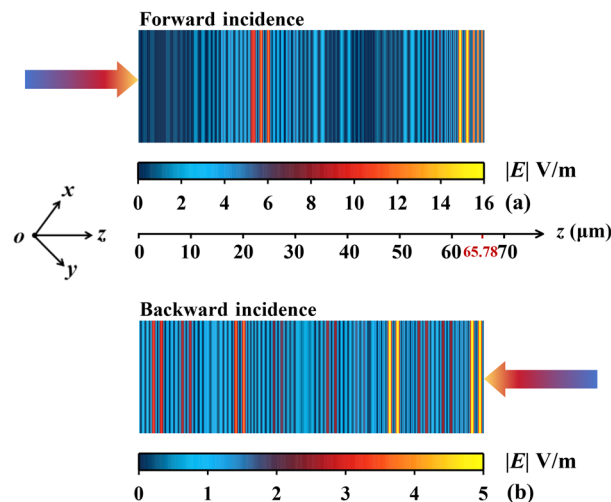 Forward incidence
|E| V/m
0 2 4 6 8 10 12 14 16 (a)
x
o z
y
z (μm)
0 10 20 30 40 50 60 65.78 70
Backward incidence
|E| V/m
0 1 2 3 4 5 (b)